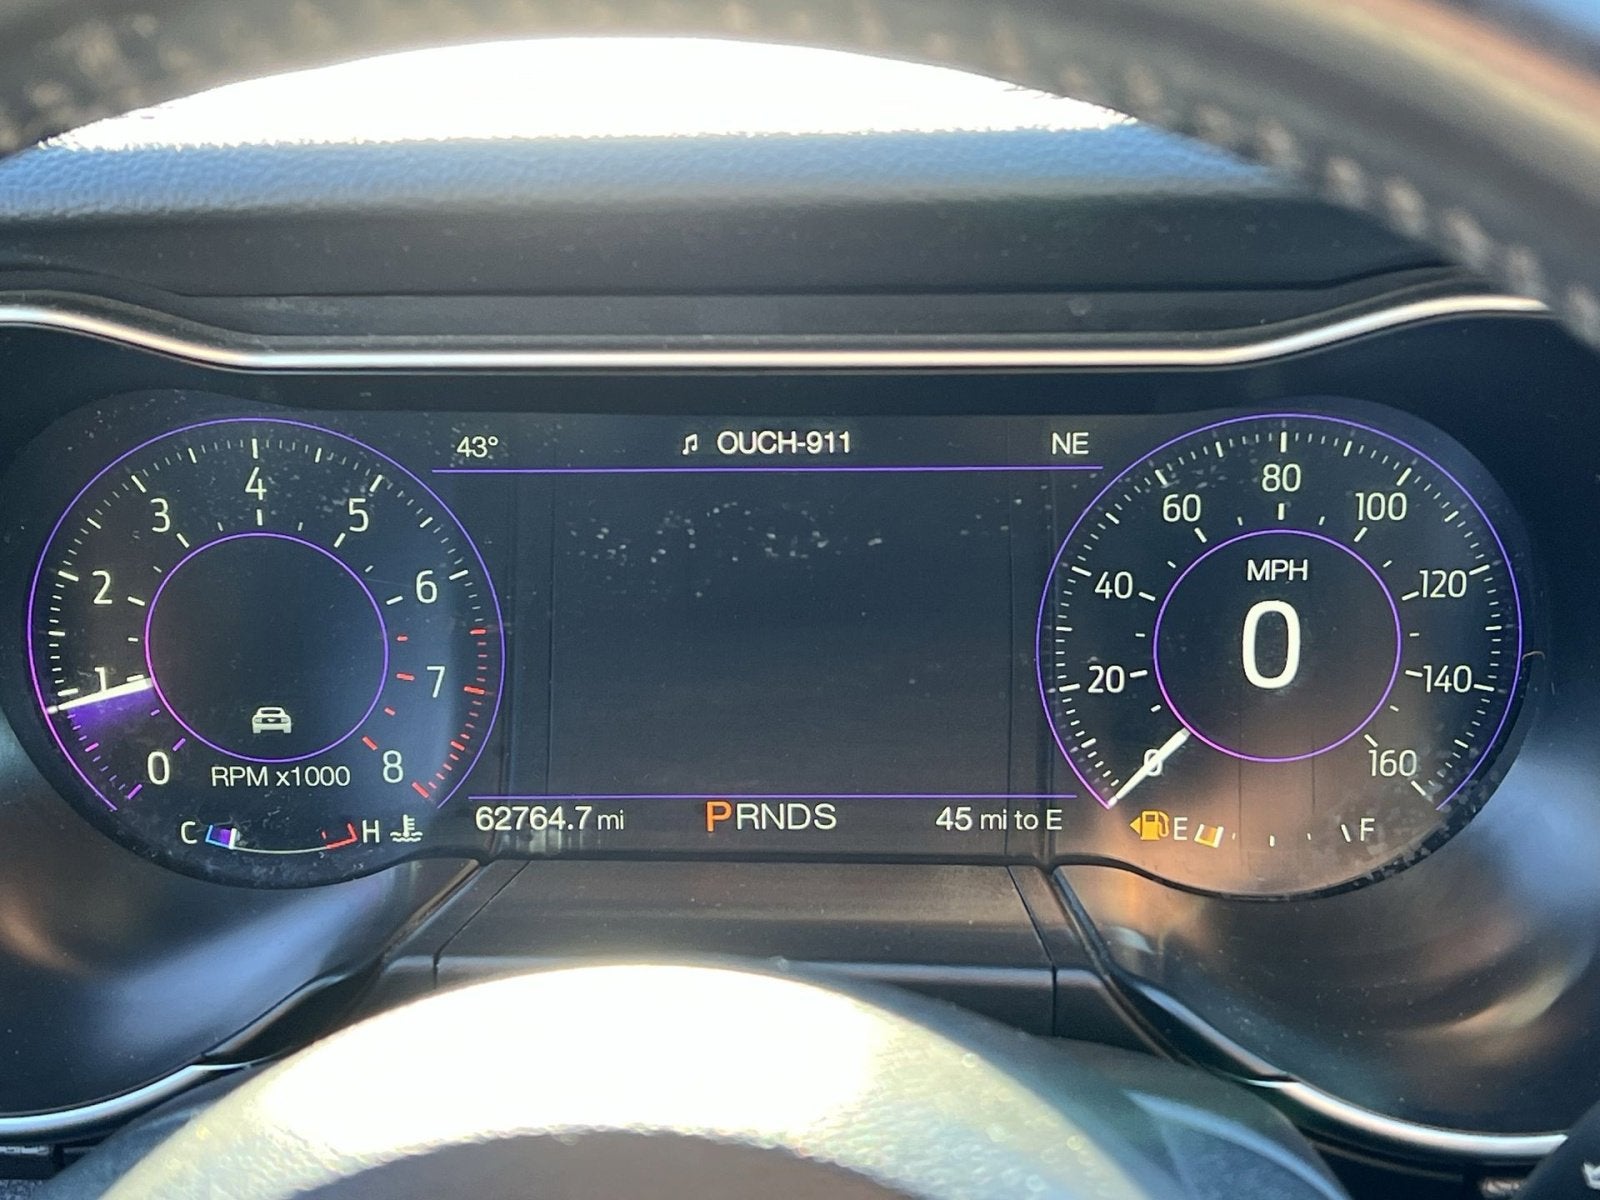 43° OUCH-911 NE
0 1 2 3 4 5 6 7 8
RPM x1000
C H
62764.7 mi PRNDS 45 mi to E
0 20 40 60 80 100 120 140 160
MPH
0
E F